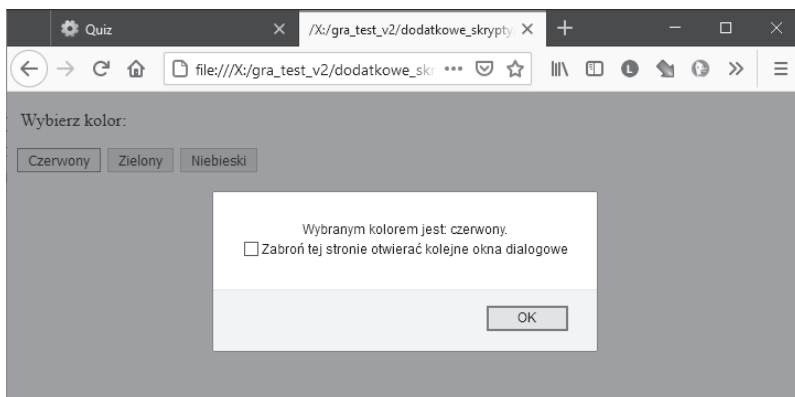 Quiz
/X:/gra_test_v2/dodatkowe_skrypty
file:///X:/gra_test_v2/dodatkowe_skr
L
Wybierz kolor:
Czerwony Zielony Niebieski
Wybranym kolorem jest: czerwony.
Zabroń tej stronie otwierać kolejne okna dialogowe
OK